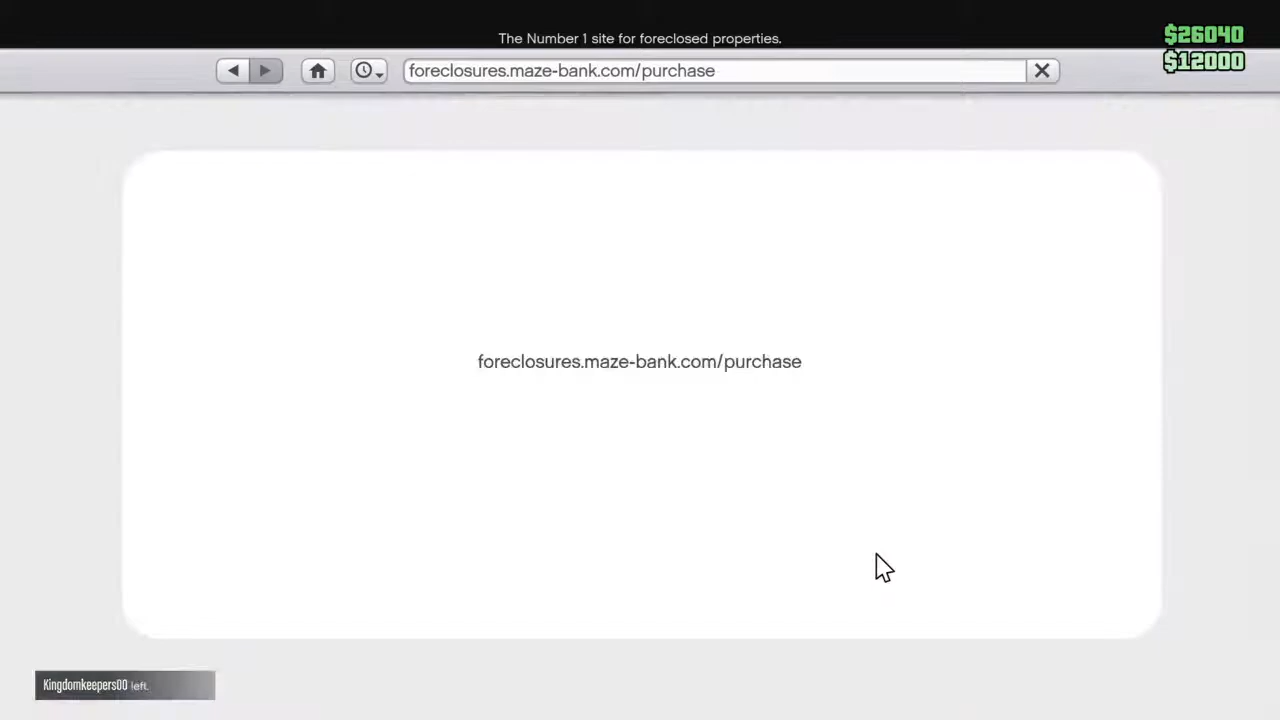 The Number 1 site for foreclosed properties.
$26040
$12000
foreclosures.maze-bank.com/purchase
foreclosures.maze-bank.com/purchase
Kingdomkeepers00 left.